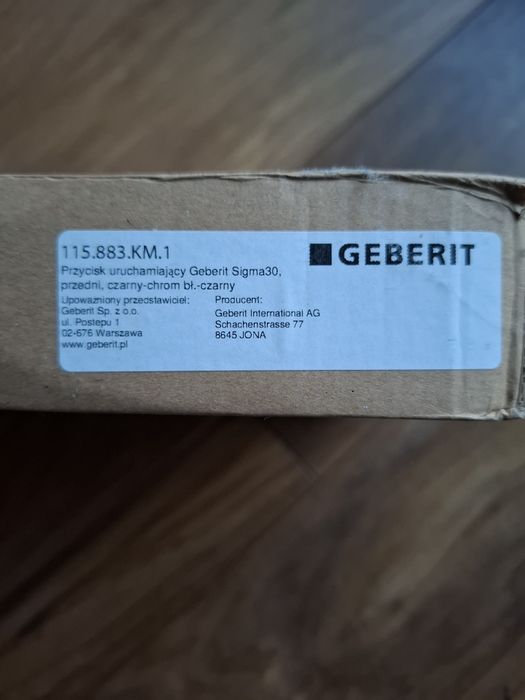 115.883.KM.1
GEBERIT
Przycisk uruchamiający Geberit Sigma30,
przedni, czarny-chrom bł.-czarny
Upoważniony przedstawiciel:
Geberit Sp. z o.o.
ul. Postępu 1
02-676 Warszawa
www.geberit.pl
Producent:
Geberit International AG
Schachenstrasse 77
8645 JONA